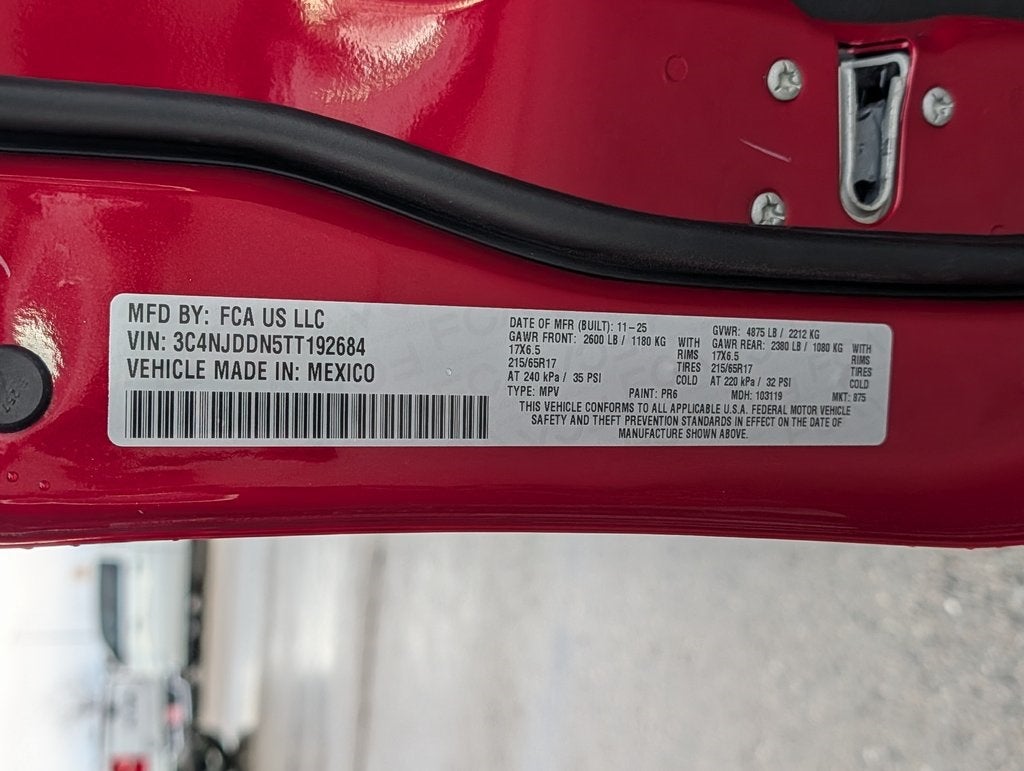 MFD BY: FCA US LLC
VIN: 3C4NJDDN5TT192684
VEHICLE MADE IN: MEXICO
DATE OF MFR (BUILT): 11-25
GAWR FRONT: 2600 LB / 1180 KG WITH
17X6.5 RIMS
215/65R17 TIRES
AT 240 kPa / 35 PSI COLD
GVWR: 4875 LB / 2212 KG
GAWR REAR: 2380 LB / 1080 KG WITH
17X6.5 RIMS
215/65R17 TIRES
AT 220 kPa / 32 PSI COLD
TYPE: MPV PAINT: PR6 MDH: 103119 MKT: 875
THIS VEHICLE CONFORMS TO ALL APPLICABLE U.S.A. FEDERAL MOTOR VEHICLE
SAFETY AND THEFT PREVENTION STANDARDS IN EFFECT ON THE DATE OF
MANUFACTURE SHOWN ABOVE.